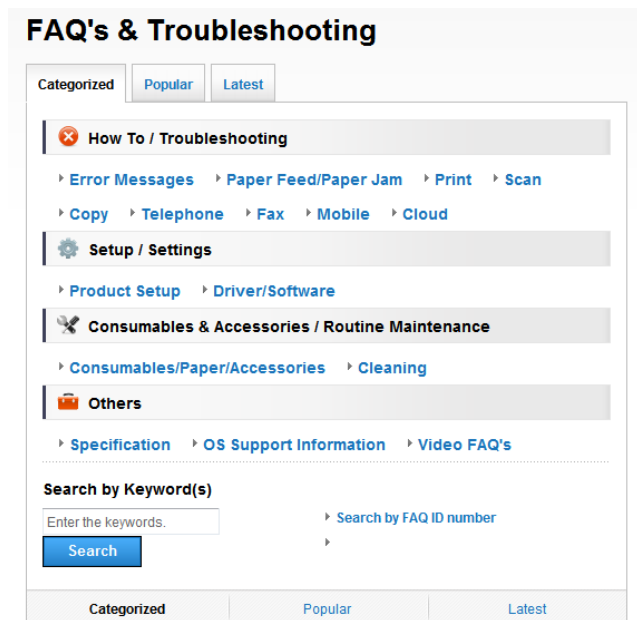 FAQ's & Troubleshooting
Categorized Popular Latest
How To / Troubleshooting
Error Messages Paper Feed/Paper Jam Print Scan
Copy Telephone Fax Mobile Cloud
Setup / Settings
Product Setup Driver/Software
Consumables & Accessories / Routine Maintenance
Consumables/Paper/Accessories Cleaning
Others
Specification OS Support Information Video FAQ's
Search by Keyword(s)
Enter the keywords. Search by FAQ ID number
Search
Categorized Popular Latest